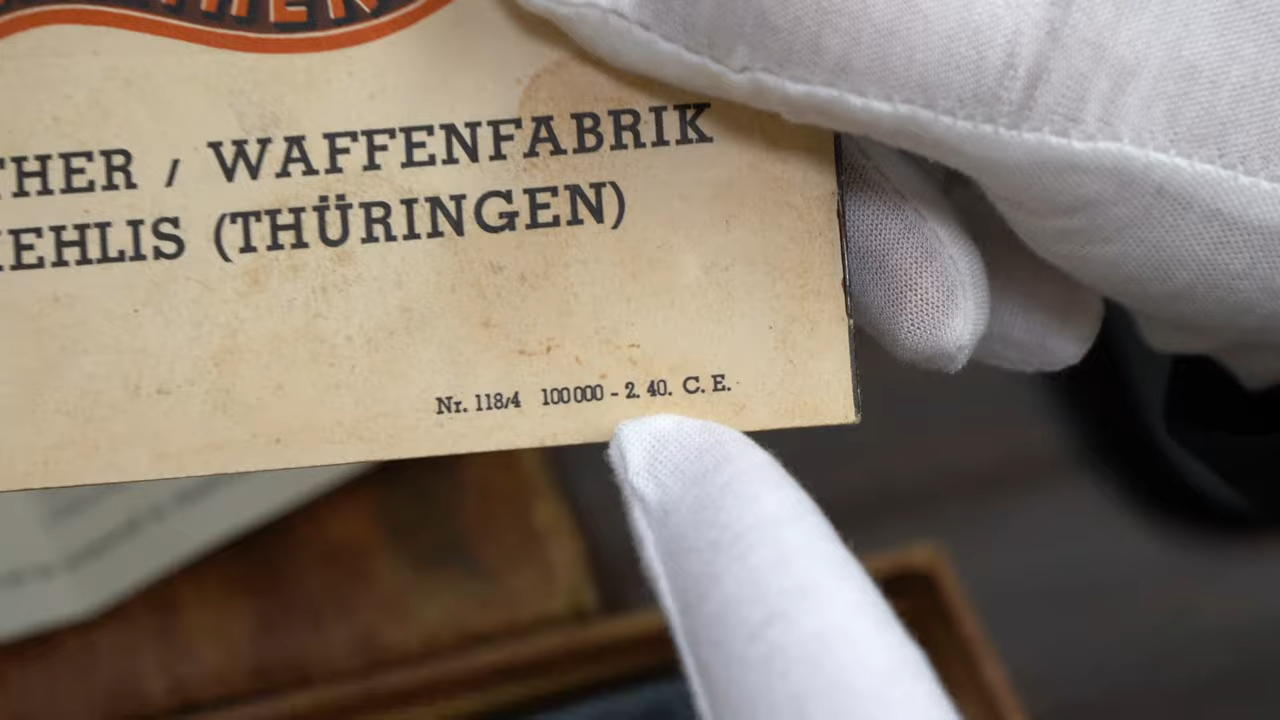 THER / WAFFENFABRIK
EHLIS (THÜRINGEN)
Nr. 118/4 100000 - 2. 40. C. E.